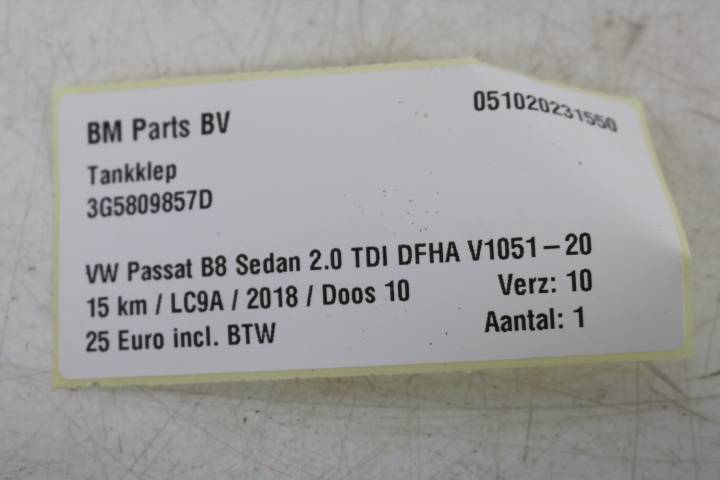 BM Parts BV
051020231550
Tankklep
3G5809857D
VW Passat B8 Sedan 2.0 TDI DFHA V1051-20
15 km / LC9A / 2018 / Doos 10 Verz: 10
25 Euro incl. BTW Aantal: 1